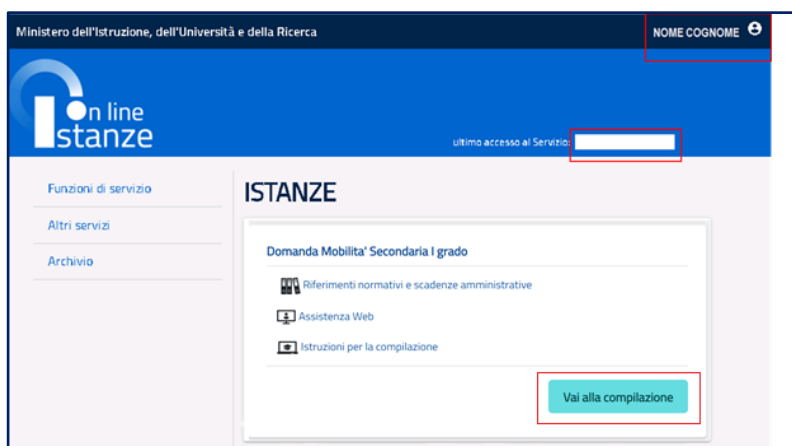 Ministero dell'Istruzione, dell'Università e della Ricerca
NOME COGNOME
On line
Istanze
ultimo accesso al Servizio:
Funzioni di servizio
Altri servizi
Archivio
ISTANZE
Domanda Mobilita' Secondaria I grado
Riferimenti normativi e scadenze amministrative
Assistenza Web
Istruzioni per la compilazione
Vai alla compilazione